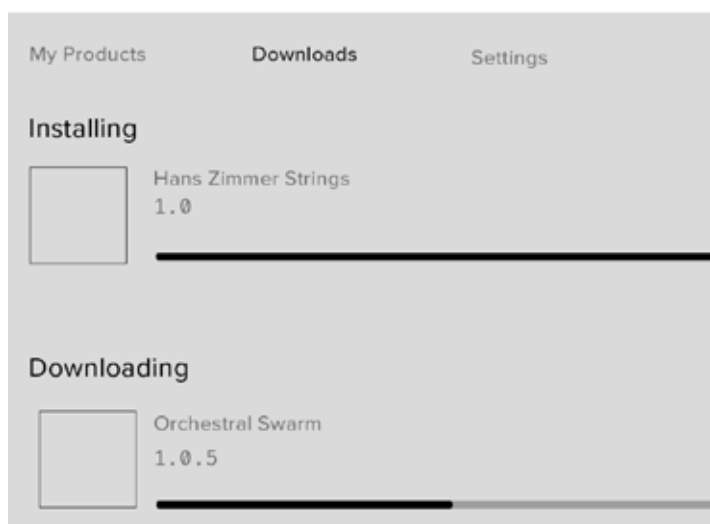 My Products Downloads Settings
Installing
Hans Zimmer Strings
1.0
Downloading
Orchestral Swarm
1.0.5